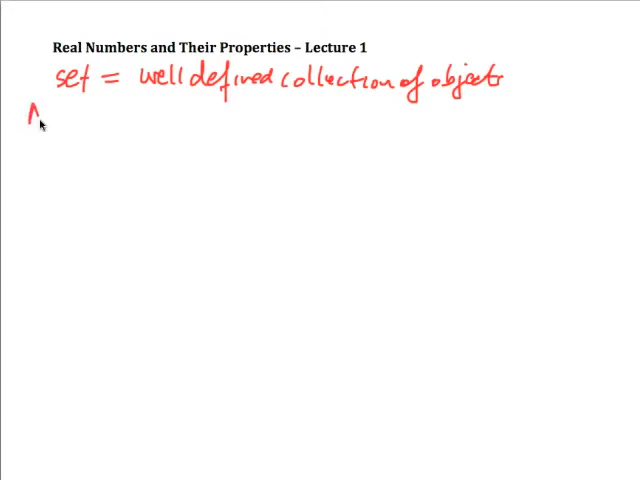 Real Numbers and Their Properties – Lecture 1
set = well defined collection of objects